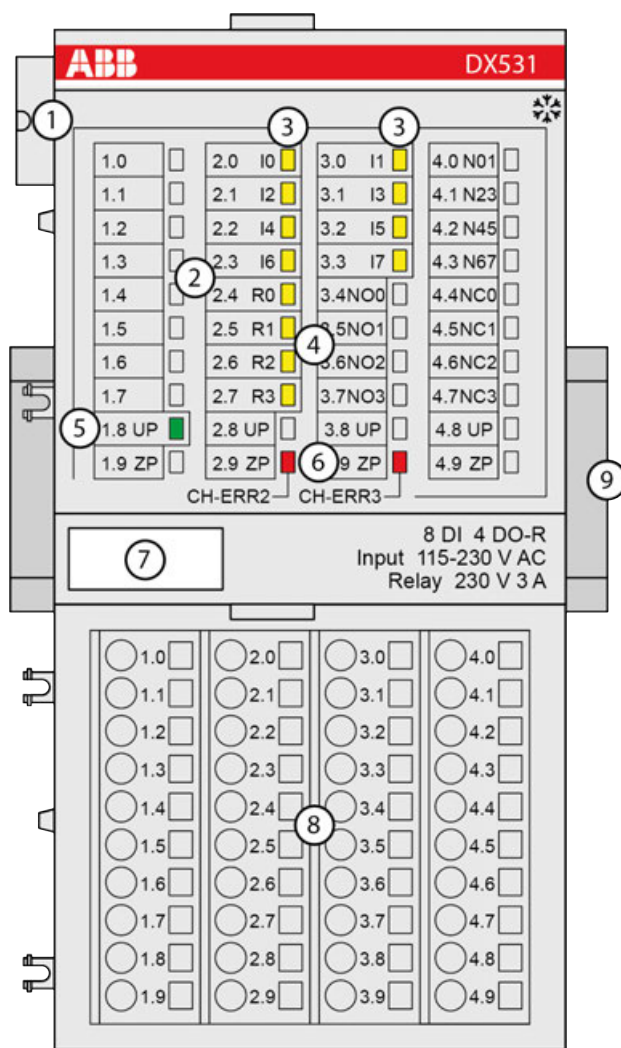 ABB DX531
1 3 3
1.0 2.0 I0 3.0 I1 4.0 N01
1.1 2.1 I2 3.1 I3 4.1 N23
1.2 2.2 I4 3.2 I5 4.2 N45
1.3 2 2.3 I6 3.3 I7 4.3 N67
1.4 2.4 R0 3.4NO0 4.4NC0
1.5 2.5 R1 4 .5NO1 4.5NC1
1.6 2.6 R2 .6NO2 4.6NC2
1.7 2.7 R3 3.7NO3 4.7NC3
5 1.8 UP 2.8 UP 3.8 UP 4.8 UP
1.9 ZP 2.9 ZP 6 .9 ZP 4.9 ZP 9
CH-ERR2 CH-ERR3
7
8 DI 4 DO-R
Input 115-230 V AC
Relay 230 V 3 A
1.0 2.0 3.0 4.0
1.1 2.1 3.1 4.1
1.2 2.2 3.2 4.2
1.3 2.3 3.3 4.3
1.4 2.4 3.4 4.4
8
1.5 2.5 3.5 4.5
1.6 2.6 3.6 4.6
1.7 2.7 3.7 4.7
1.8 2.8 3.8 4.8
1.9 2.9 3.9 4.9